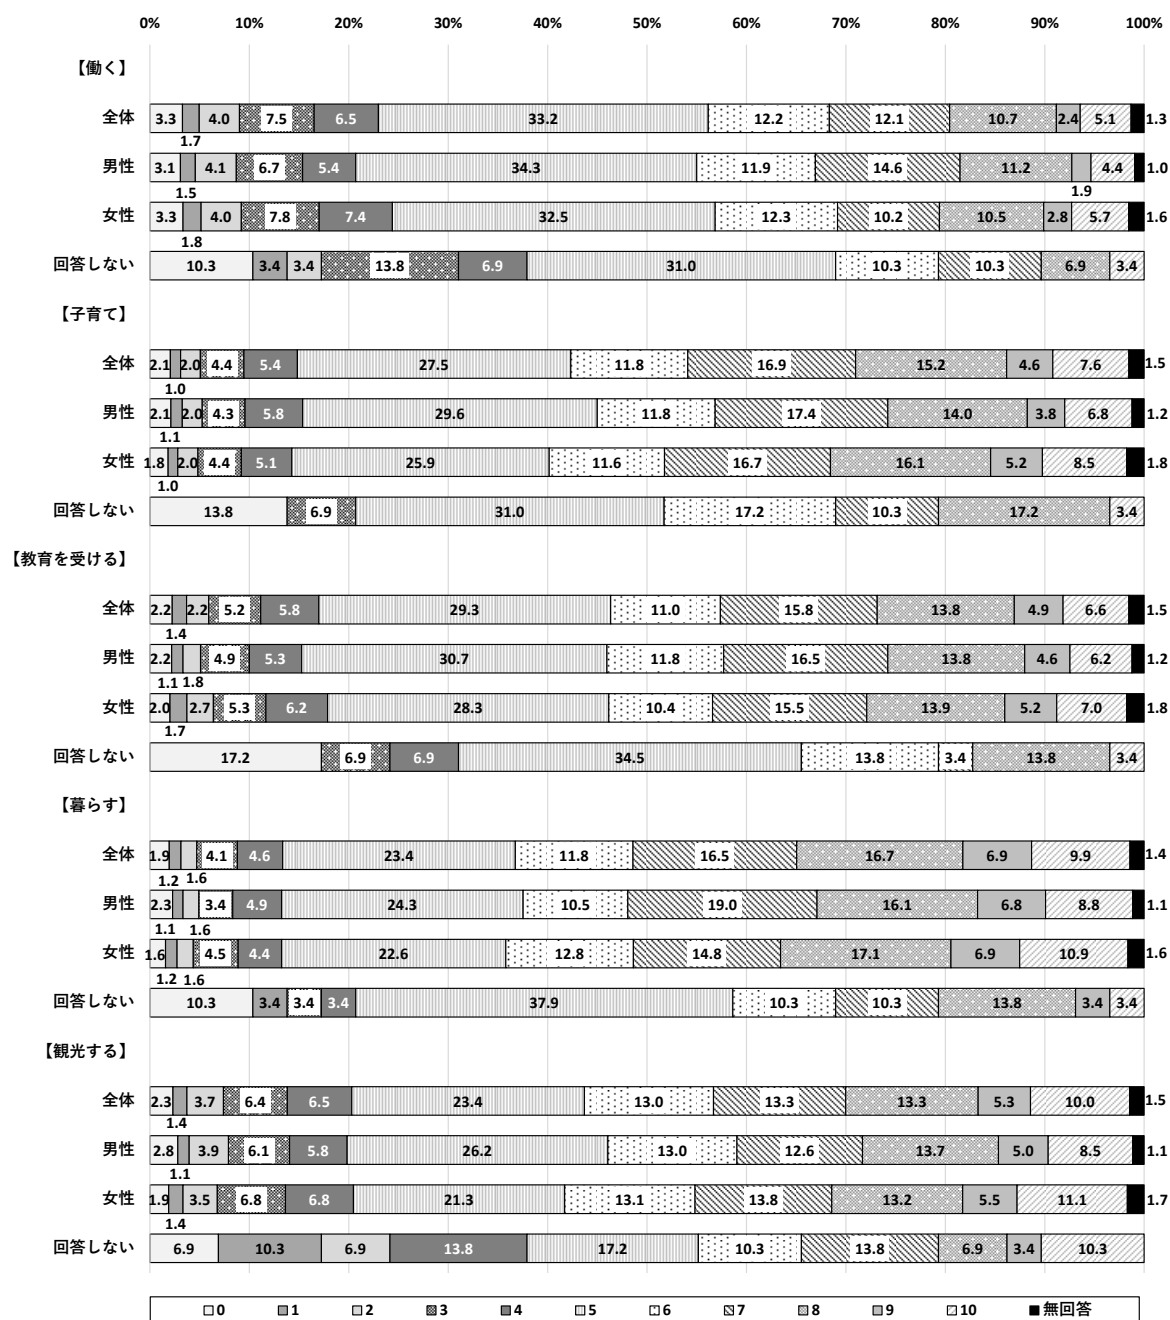 0% 10% 20% 30% 40% 50% 60% 70% 80% 90% 100%
【働く】
全体 3.3 4.0 7.5 6.5 33.2 12.2 12.1 10.7 2.4 5.1 1.3
1.7
男性 3.1 4.1 6.7 5.4 34.3 11.9 14.6 11.2 4.4 1.0
1.5 1.9
女性 3.3 4.0 7.8 7.4 32.5 12.3 10.2 10.5 2.8 5.7 1.6
1.8
回答しない 10.3 3.4 3.4 13.8 6.9 31.0 10.3 10.3 6.9 3.4
【子育て】
全体 2.1 2.0 4.4 5.4 27.5 11.8 16.9 15.2 4.6 7.6 1.5
1.0
男性 2.1 2.0 4.3 5.8 29.6 11.8 17.4 14.0 3.8 6.8 1.2
1.1
女性 1.8 2.0 4.4 5.1 25.9 11.6 16.7 16.1 5.2 8.5 1.8
1.0
回答しない 13.8 6.9 31.0 17.2 10.3 17.2 3.4
【教育を受ける】
全体 2.2 2.2 5.2 5.8 29.3 11.0 15.8 13.8 4.9 6.6 1.5
1.4
男性 2.2 4.9 5.3 30.7 11.8 16.5 13.8 4.6 6.2 1.2
1.1 1.8
女性 2.0 2.7 5.3 6.2 28.3 10.4 15.5 13.9 5.2 7.0 1.8
1.7
回答しない 17.2 6.9 6.9 34.5 13.8 3.4 13.8 3.4
【暮らす】
全体 1.9 4.1 4.6 23.4 11.8 16.5 16.7 6.9 9.9 1.4
1.2 1.6
男性 2.3 3.4 4.9 24.3 10.5 19.0 16.1 6.8 8.8 1.1
1.1 1.6
女性 1.6 4.5 4.4 22.6 12.8 14.8 17.1 6.9 10.9 1.6
1.2 1.6
回答しない 10.3 3.4 3.4 3.4 37.9 10.3 10.3 13.8 3.4 3.4
【観光する】
全体 2.3 3.7 6.4 6.5 23.4 13.0 13.3 13.3 5.3 10.0 1.5
1.4
男性 2.8 3.9 6.1 5.8 26.2 13.0 12.6 13.7 5.0 8.5 1.1
1.1
女性 1.9 3.5 6.8 6.8 21.3 13.1 13.8 13.2 5.5 11.1 1.7
1.4
回答しない 6.9 10.3 6.9 13.8 17.2 10.3 13.8 6.9 3.4 10.3
0 1 2 3 4 5 6 7 8 9 10 無回答